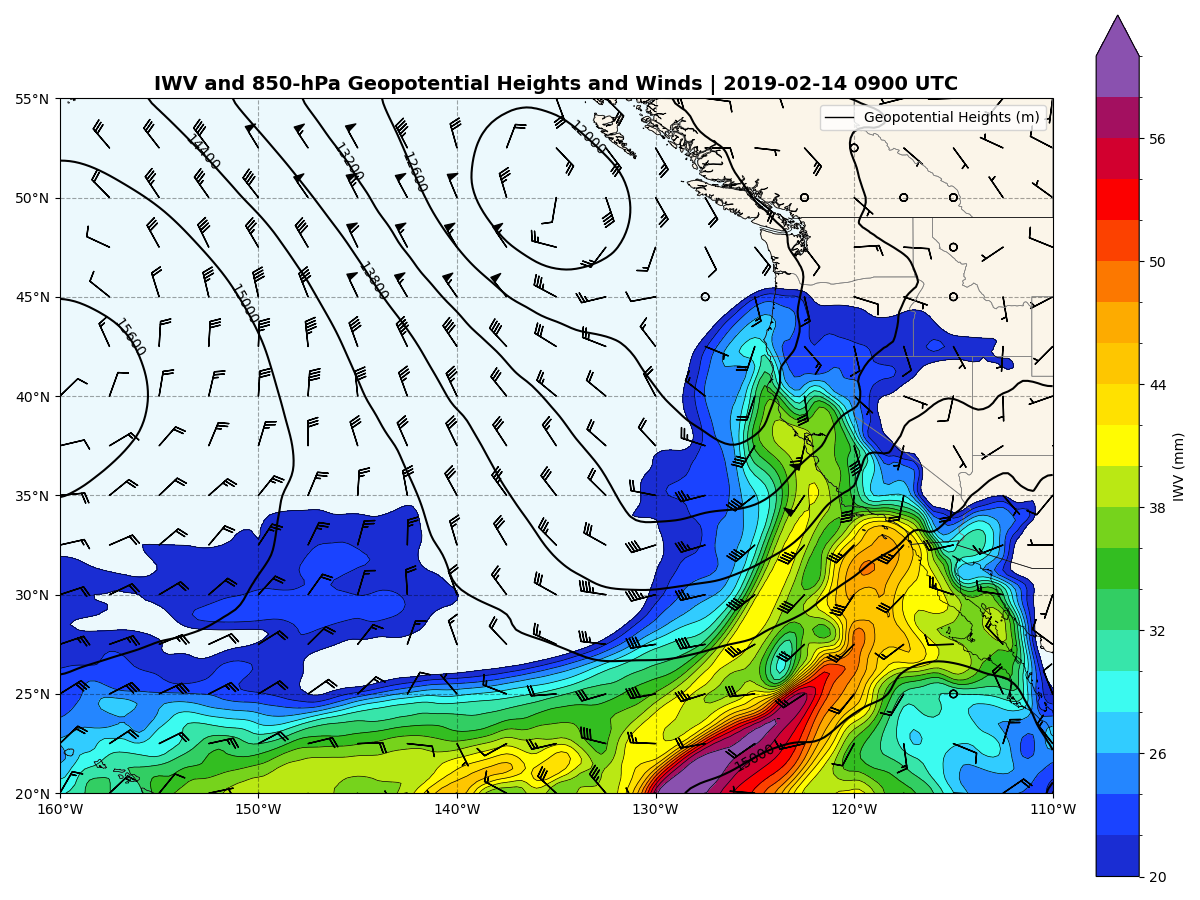 IWV and 850-hPa Geopotential Heights and Winds | 2019-02-14 0900 UTC
Geopotential Heights (m)
55°N
50°N
45°N
40°N
35°N
30°N
25°N
20°N
160°W
150°W
140°W
130°W
120°W
110°W
14400
13200
12600
12000
13800
15000
15600
15000
56
50
44
38
32
26
20
IWV (mm)